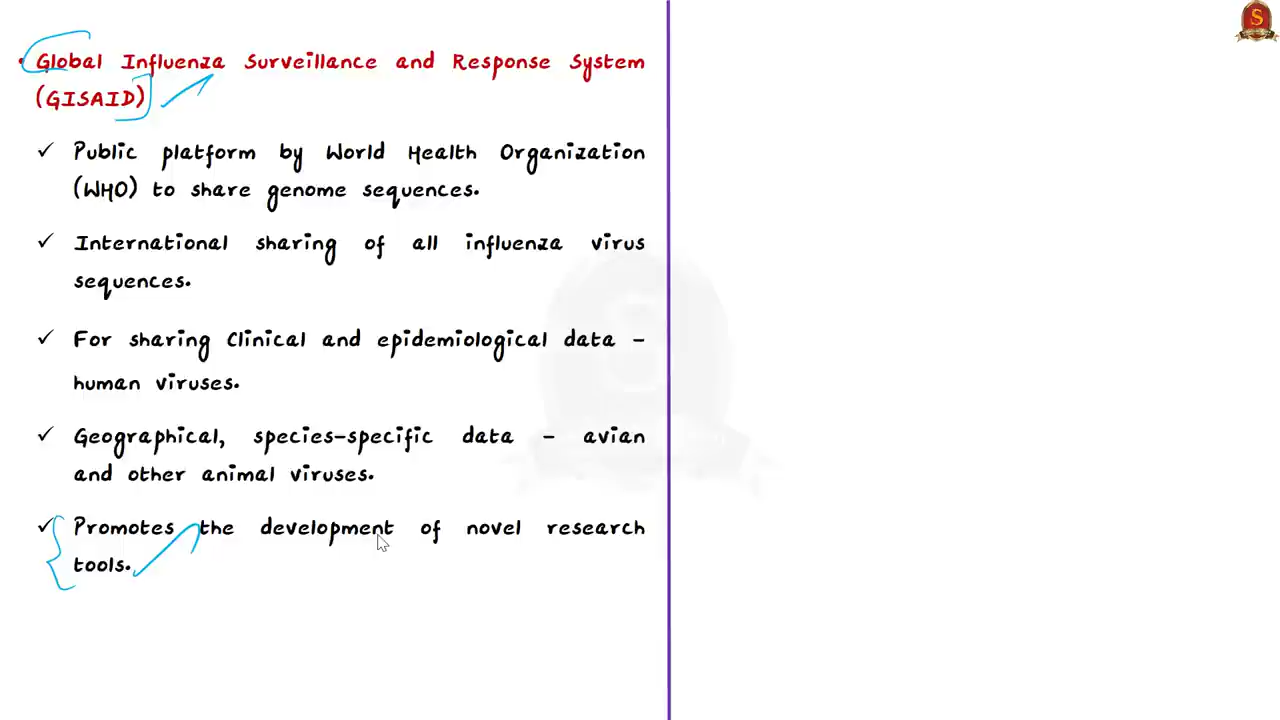 • Global Influenza Surveillance and Response System
(GISAID)
✓ Public platform by World Health Organization
(WHO) to share genome sequences.
✓ International sharing of all influenza virus
sequences.
✓ For sharing Clinical and epidemiological data –
human viruses.
✓ Geographical, species-specific data – avian
and other animal viruses.
✓ Promotes the development of novel research
tools.
S